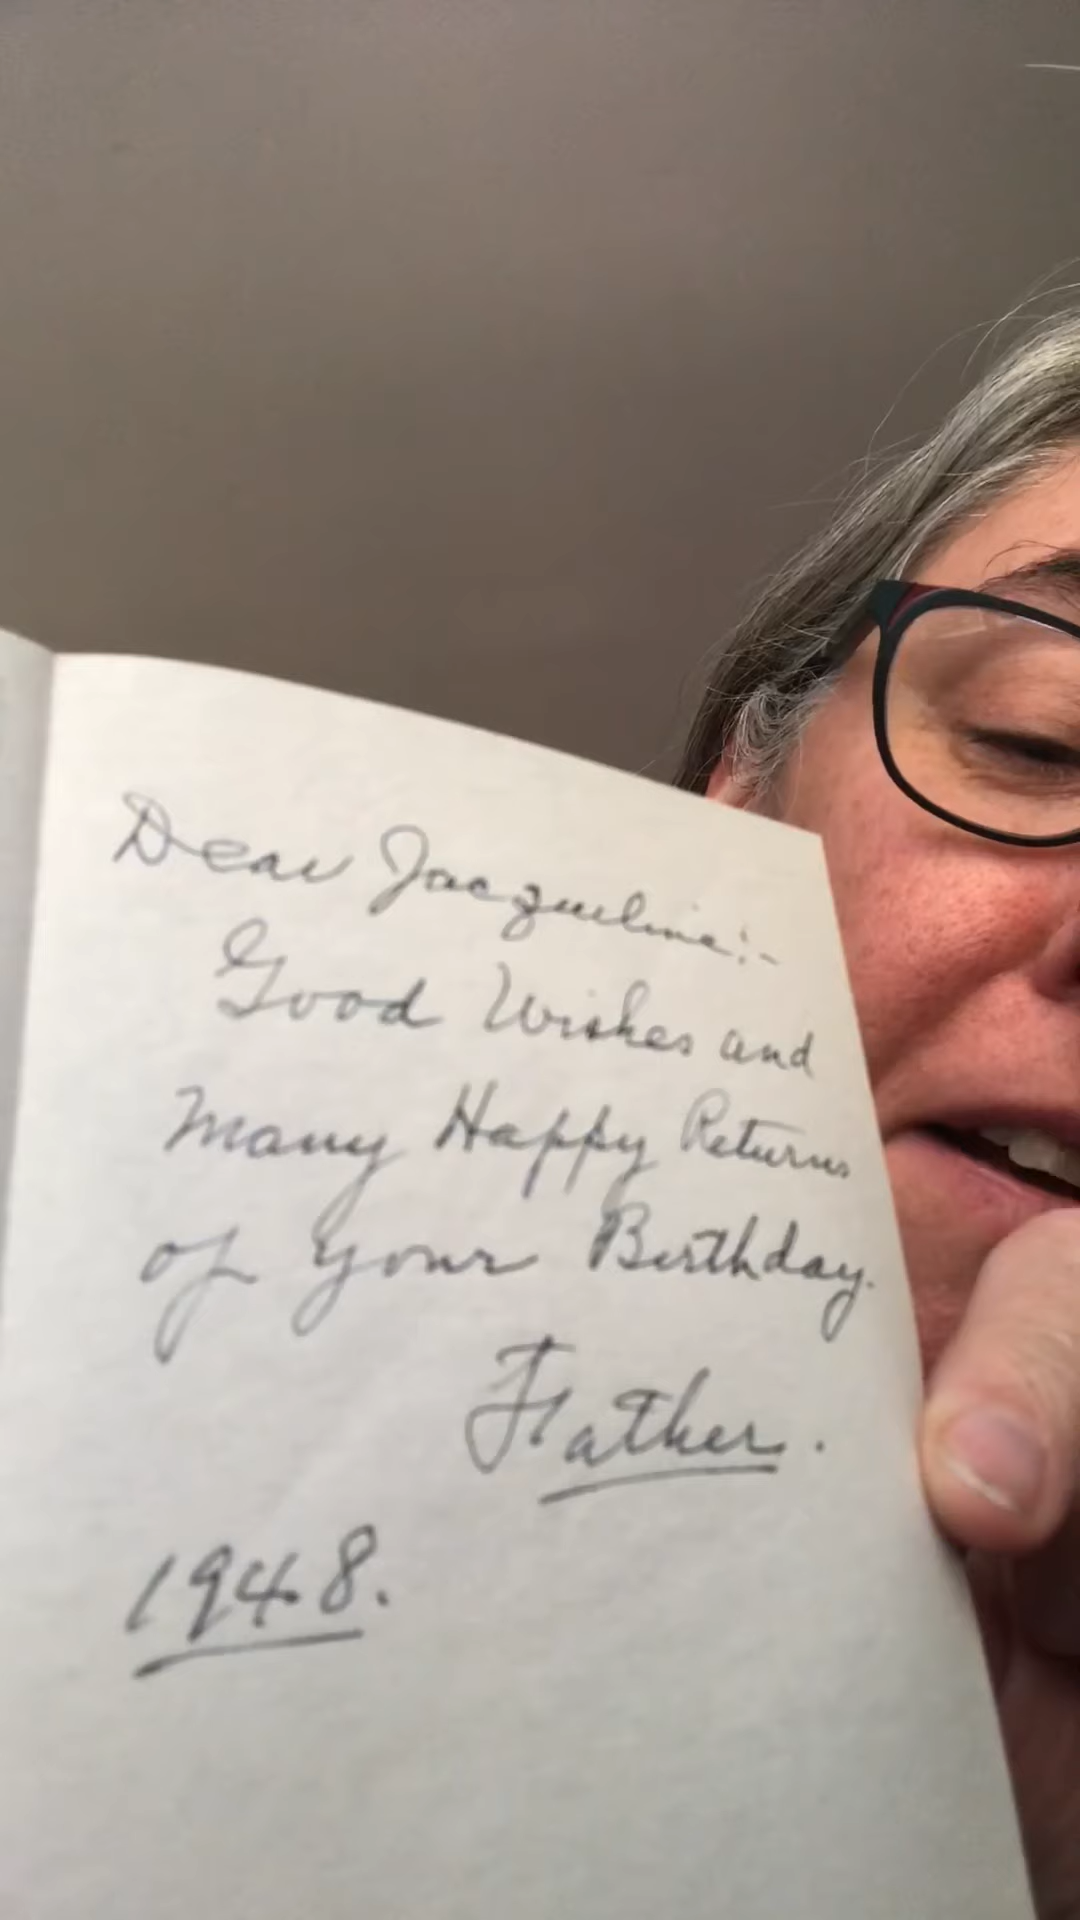 Dear Jacqueline:-
Good Wishes and
Many Happy Returns
of your Birthday.
Father.
1948.